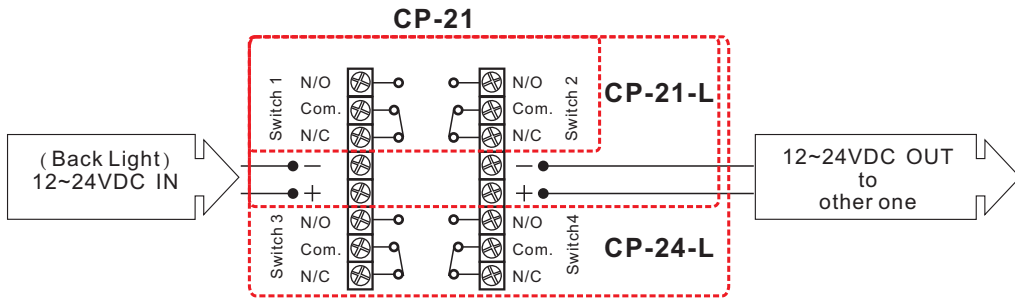 CP-21
Switch 1
N/O
Com.
N/C
N/O
Com.
N/C
Switch 2
CP-21-L
(Back Light)
12~24VDC IN
−
+
−
+
12~24VDC OUT
to
other one
Switch 3
N/O
Com.
N/C
N/O
Com.
N/C
Switch4
CP-24-L